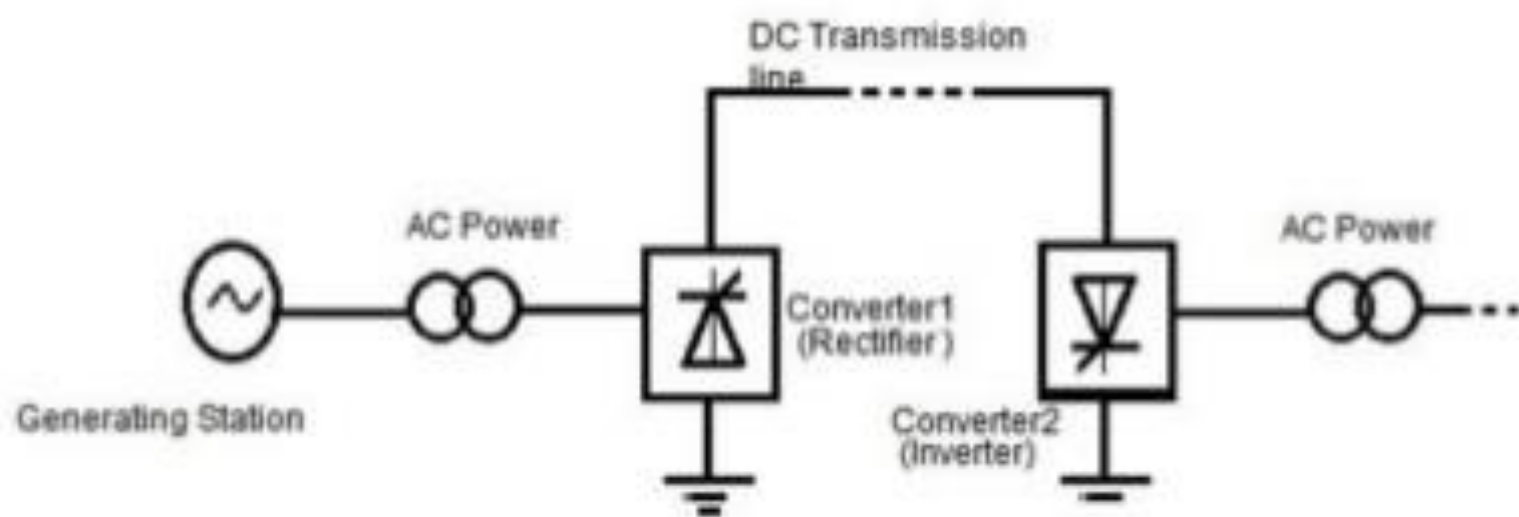 DC Transmission
line
AC Power
AC Power
Converter1
(Rectifier)
Generating Station
Converter2
(Inverter)